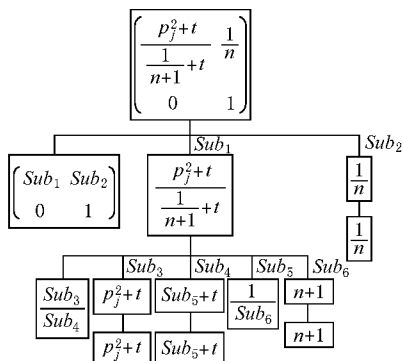 ( (p_j^2+t)/(1/(n+1)+t)  1/n
0  1 )
Sub_1  Sub_2
( Sub_1  Sub_2
0  1 )
(p_j^2+t)/(1/(n+1)+t)
1/n
1/n
Sub_3  Sub_4  Sub_5  Sub_6
Sub_3/Sub_4  p_j^2+t  Sub_5+t  1/Sub_6  n+1
p_j^2+t  Sub_5+t  n+1